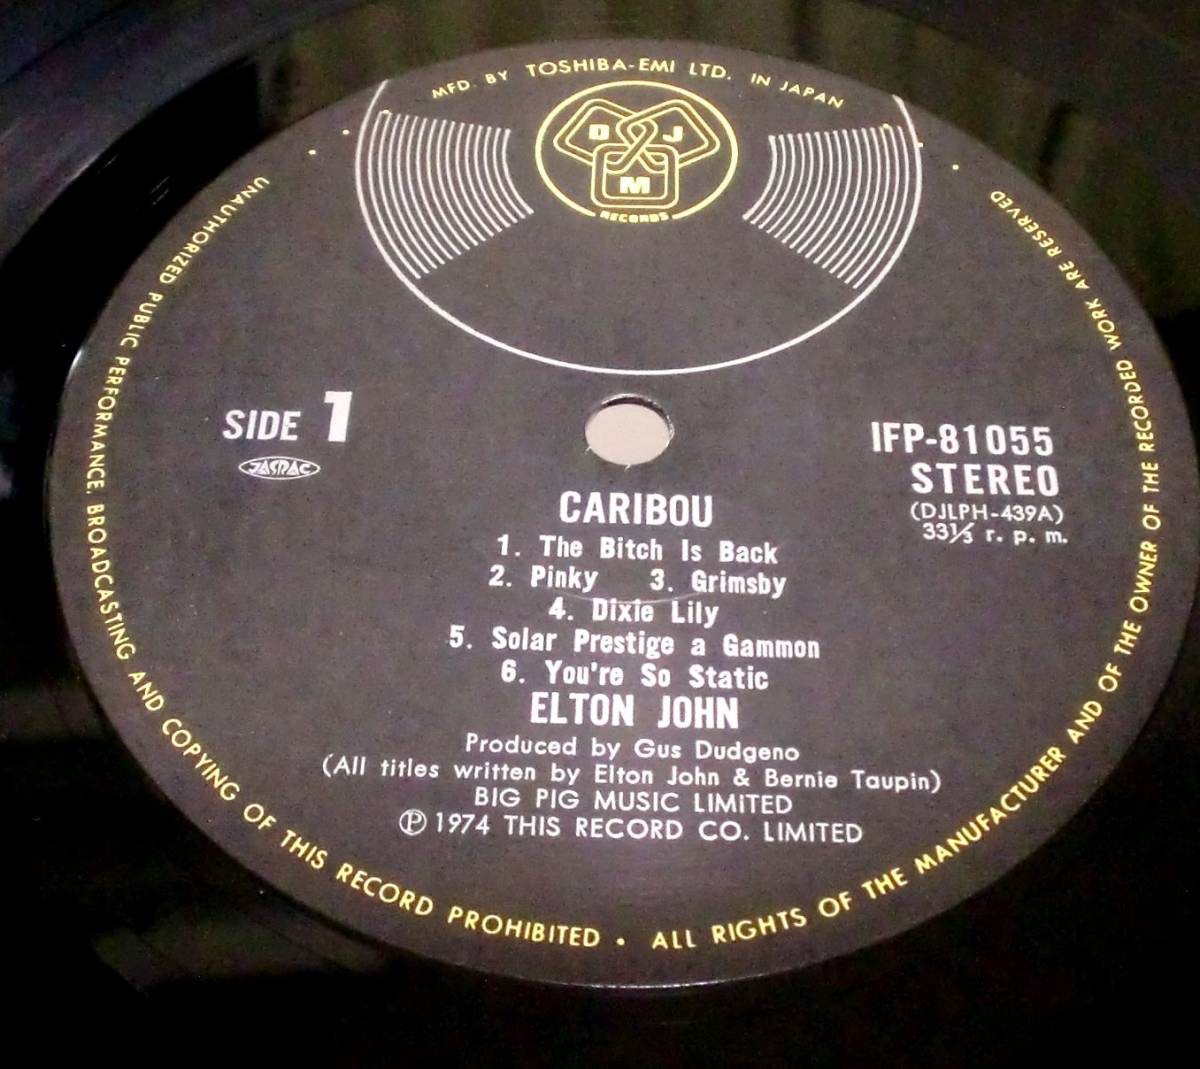 MFD. BY TOSHIBA-EMI LTD. IN JAPAN
D J
M
RECORDS
SIDE 1
JASRAC
IFP-81055
STEREO
(DJLPH-439A)
33⅓ r. p. m.
CARIBOU
1. The Bitch Is Back
2. Pinky 3. Grimsby
4. Dixie Lily
5. Solar Prestige a Gammon
6. You're So Static
ELTON JOHN
Produced by Gus Dudgeno
(All titles written by Elton John & Bernie Taupin)
BIG PIG MUSIC LIMITED
Ⓟ 1974 THIS RECORD CO. LIMITED
UNAUTHORIZED PUBLIC PERFORMANCE, BROADCASTING AND COPYING OF THIS RECORD PROHIBITED • ALL RIGHTS OF THE MANUFACTURER AND OF THE OWNER OF THE RECORDED WORK ARE RESERVED